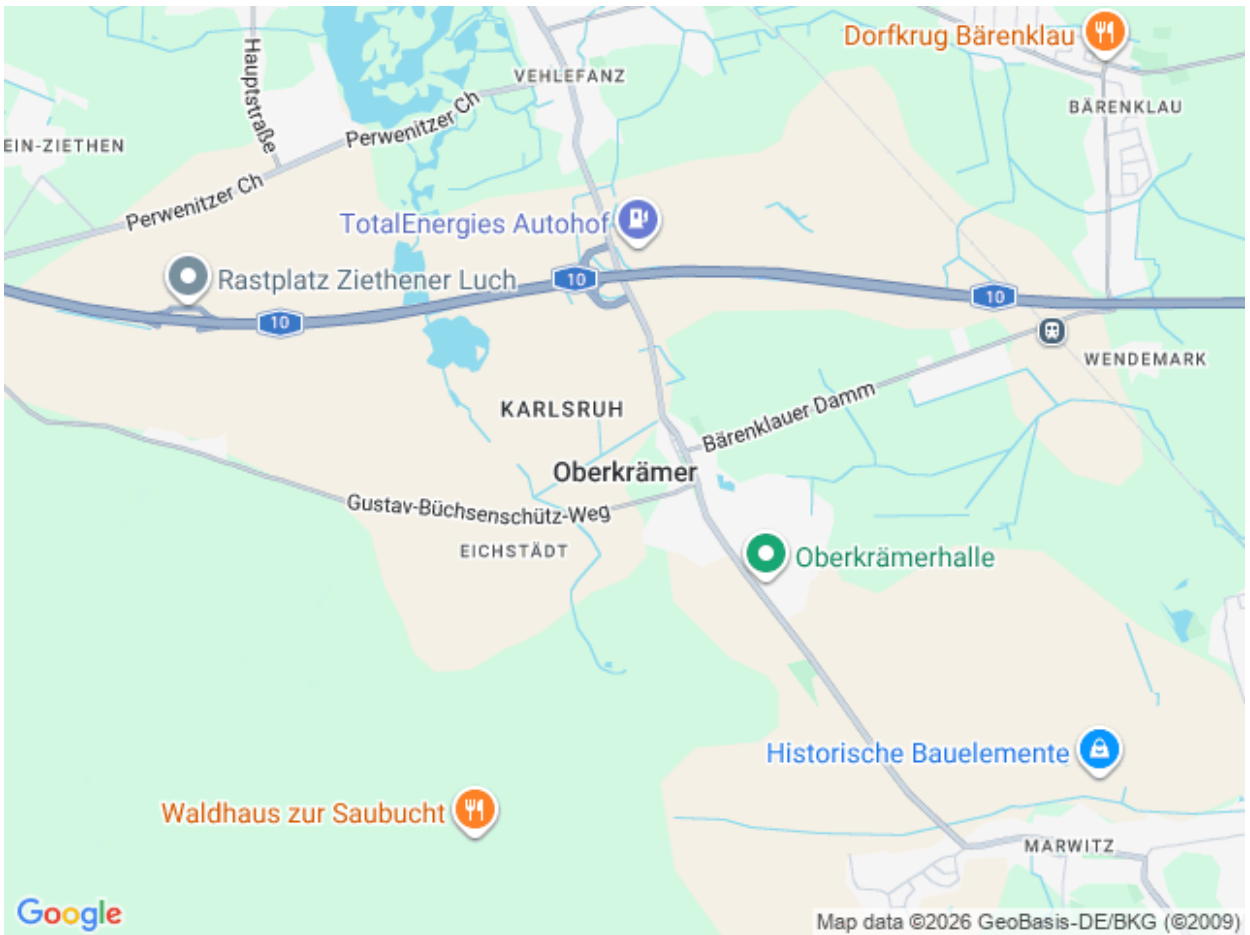 Dorfkrug Bärenklau
VEHLEFANZ
Hauptstraße
BÄRENKLAU
Perwenitzer Ch
EIN-ZIETHEN
Perwenitzer Ch
TotalEnergies Autohof
Rastplatz Ziethener Luch
10
10
10
WENDEMARK
KARLSRUH
Bärenklauer Damm
Oberkrämer
Gustav-Büchsenschütz-Weg
EICHSTÄDT
Oberkrämerhalle
Historische Bauelemente
Waldhaus zur Saubucht
MARWITZ
Google
Map data ©2026 GeoBasis-DE/BKG (©2009)